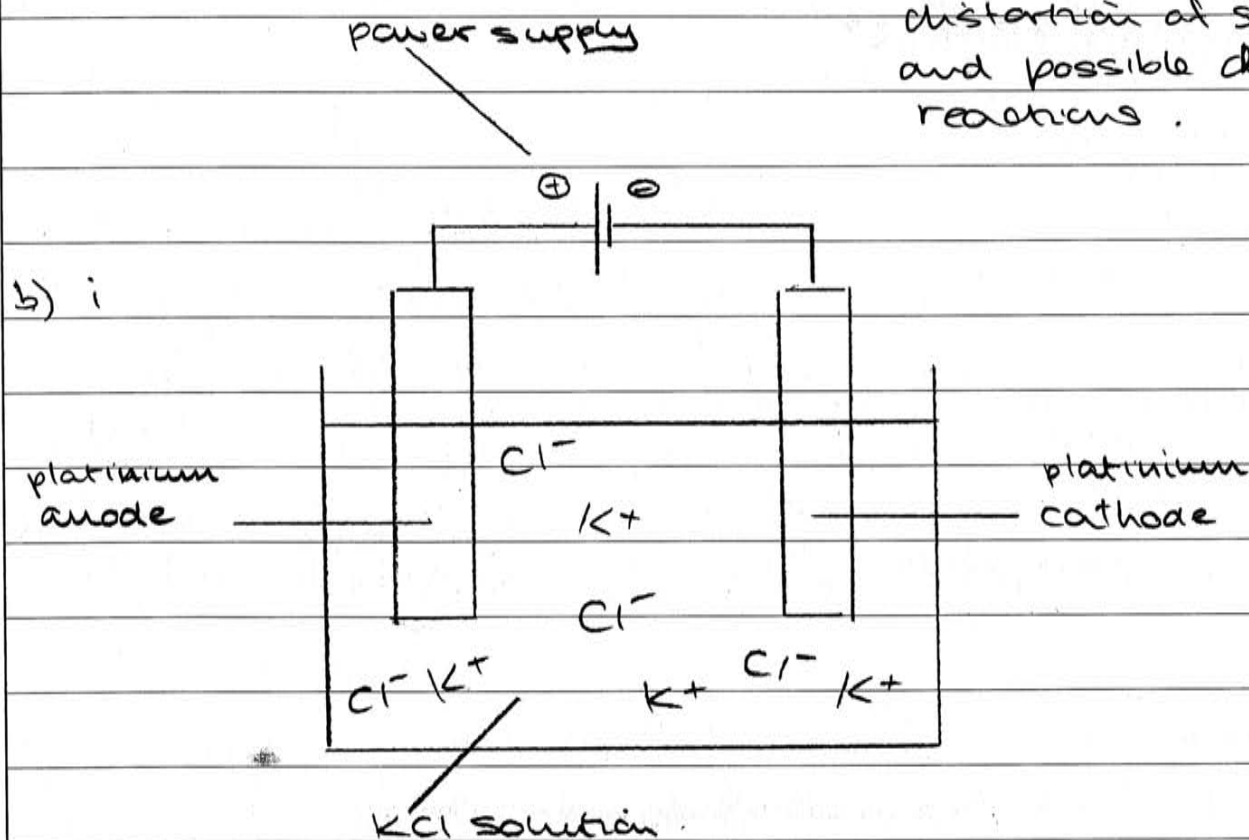 distortion of s
and possible d
reactions.
power supply
⊕ ⊖
b) i
Cl⁻
platinium
anode
K+
platinium
cathode
Cl⁻
Cl⁻ K+
K+
Cl⁻
K+
KCl solution.